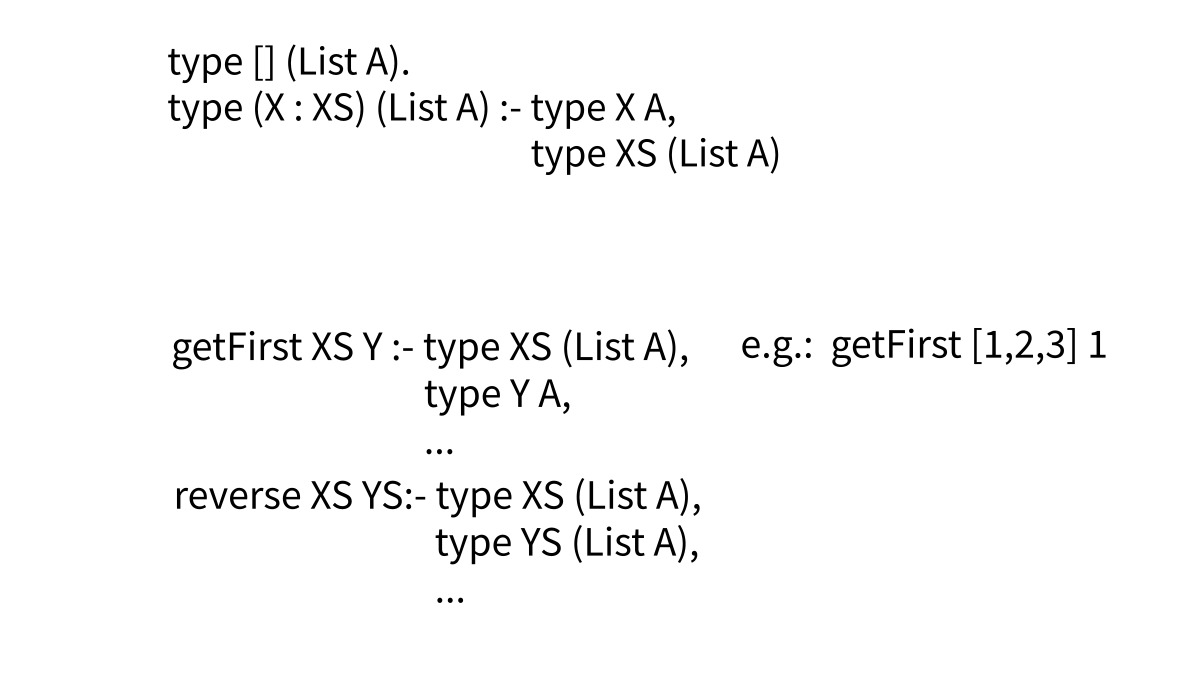 type [] (List A).
type (X : XS) (List A) :- type X A,
type XS (List A)
getFirst XS Y :- type XS (List A), e.g.: getFirst [1,2,3] 1
type Y A,
...
reverse XS YS:- type XS (List A),
type YS (List A),
...